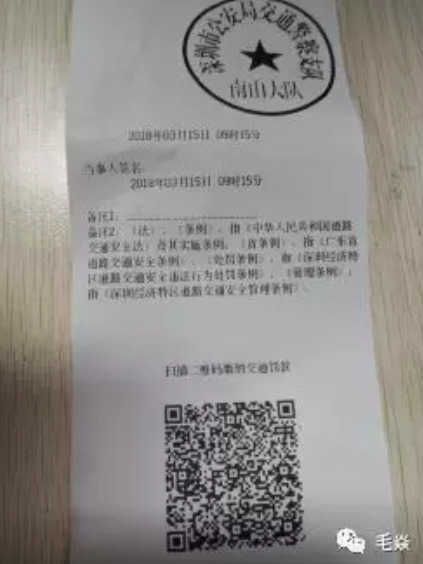 深圳市公安局交通警察支队
南山大队
2018年03月15日 09时15分
当事人签名:
2018年03月15日 09时15分
备注1:
备注2:《法》、《条例》,指《中华人民共和国道路
交通安全法》及其实施条例;《省条例》,指《广东省
道路交通安全条例》;《处罚条例》,指《深圳经济特
区道路交通安全违法行为处罚条例》;《管理条例》,
指《深圳经济特区道路交通安全管理条例》.
扫描二维码缴纳交通罚款
毛焱